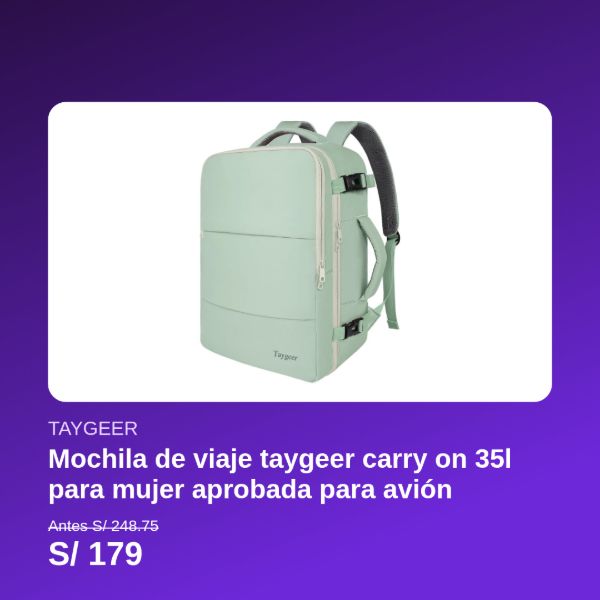 Taygeer
TAYGEER
Mochila de viaje taygeer carry on 35l
para mujer aprobada para avión
Antes S/ 248.75
S/ 179